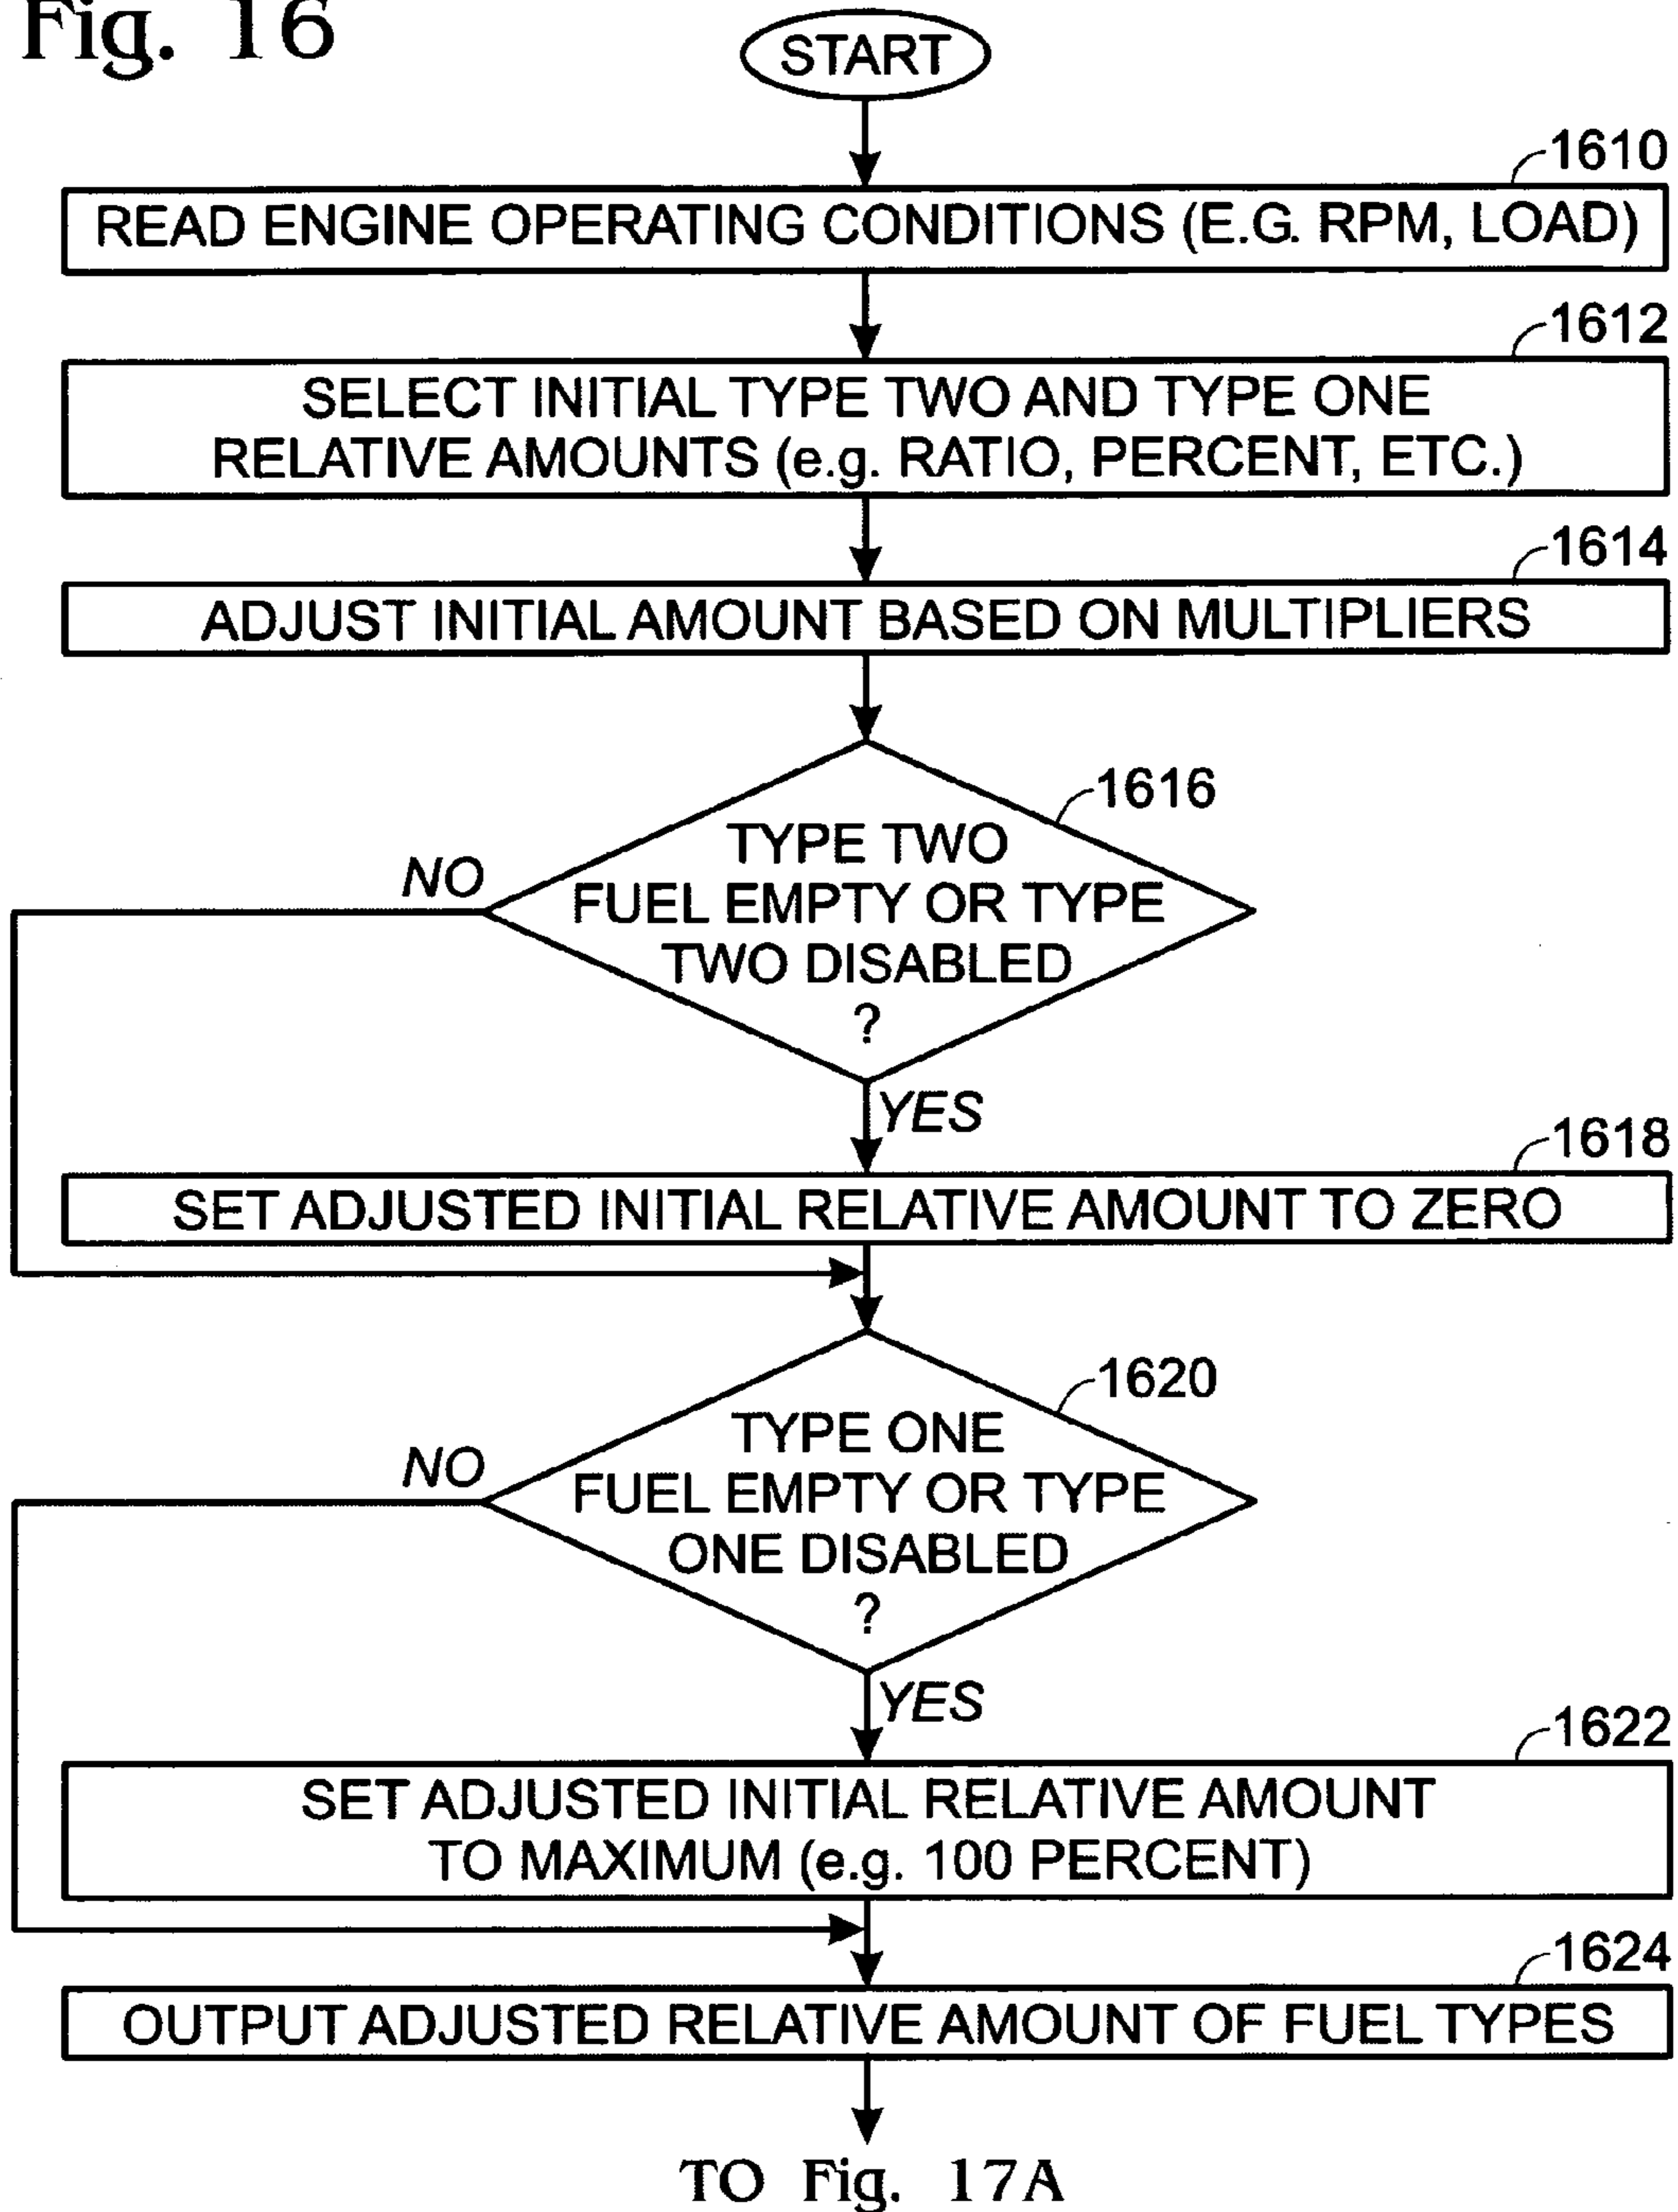 Fig. 16
START
1610
READ ENGINE OPERATING CONDITIONS (E.G. RPM, LOAD)
1612
SELECT INITIAL TYPE TWO AND TYPE ONE
RELATIVE AMOUNTS (e.g. RATIO, PERCENT, ETC.)
1614
ADJUST INITIAL AMOUNT BASED ON MULTIPLIERS
1616
TYPE TWO
FUEL EMPTY OR TYPE
TWO DISABLED
?
NO
YES
1618
SET ADJUSTED INITIAL RELATIVE AMOUNT TO ZERO
1620
TYPE ONE
FUEL EMPTY OR TYPE
ONE DISABLED
?
NO
YES
1622
SET ADJUSTED INITIAL RELATIVE AMOUNT
TO MAXIMUM (e.g. 100 PERCENT)
1624
OUTPUT ADJUSTED RELATIVE AMOUNT OF FUEL TYPES
TO Fig. 17A